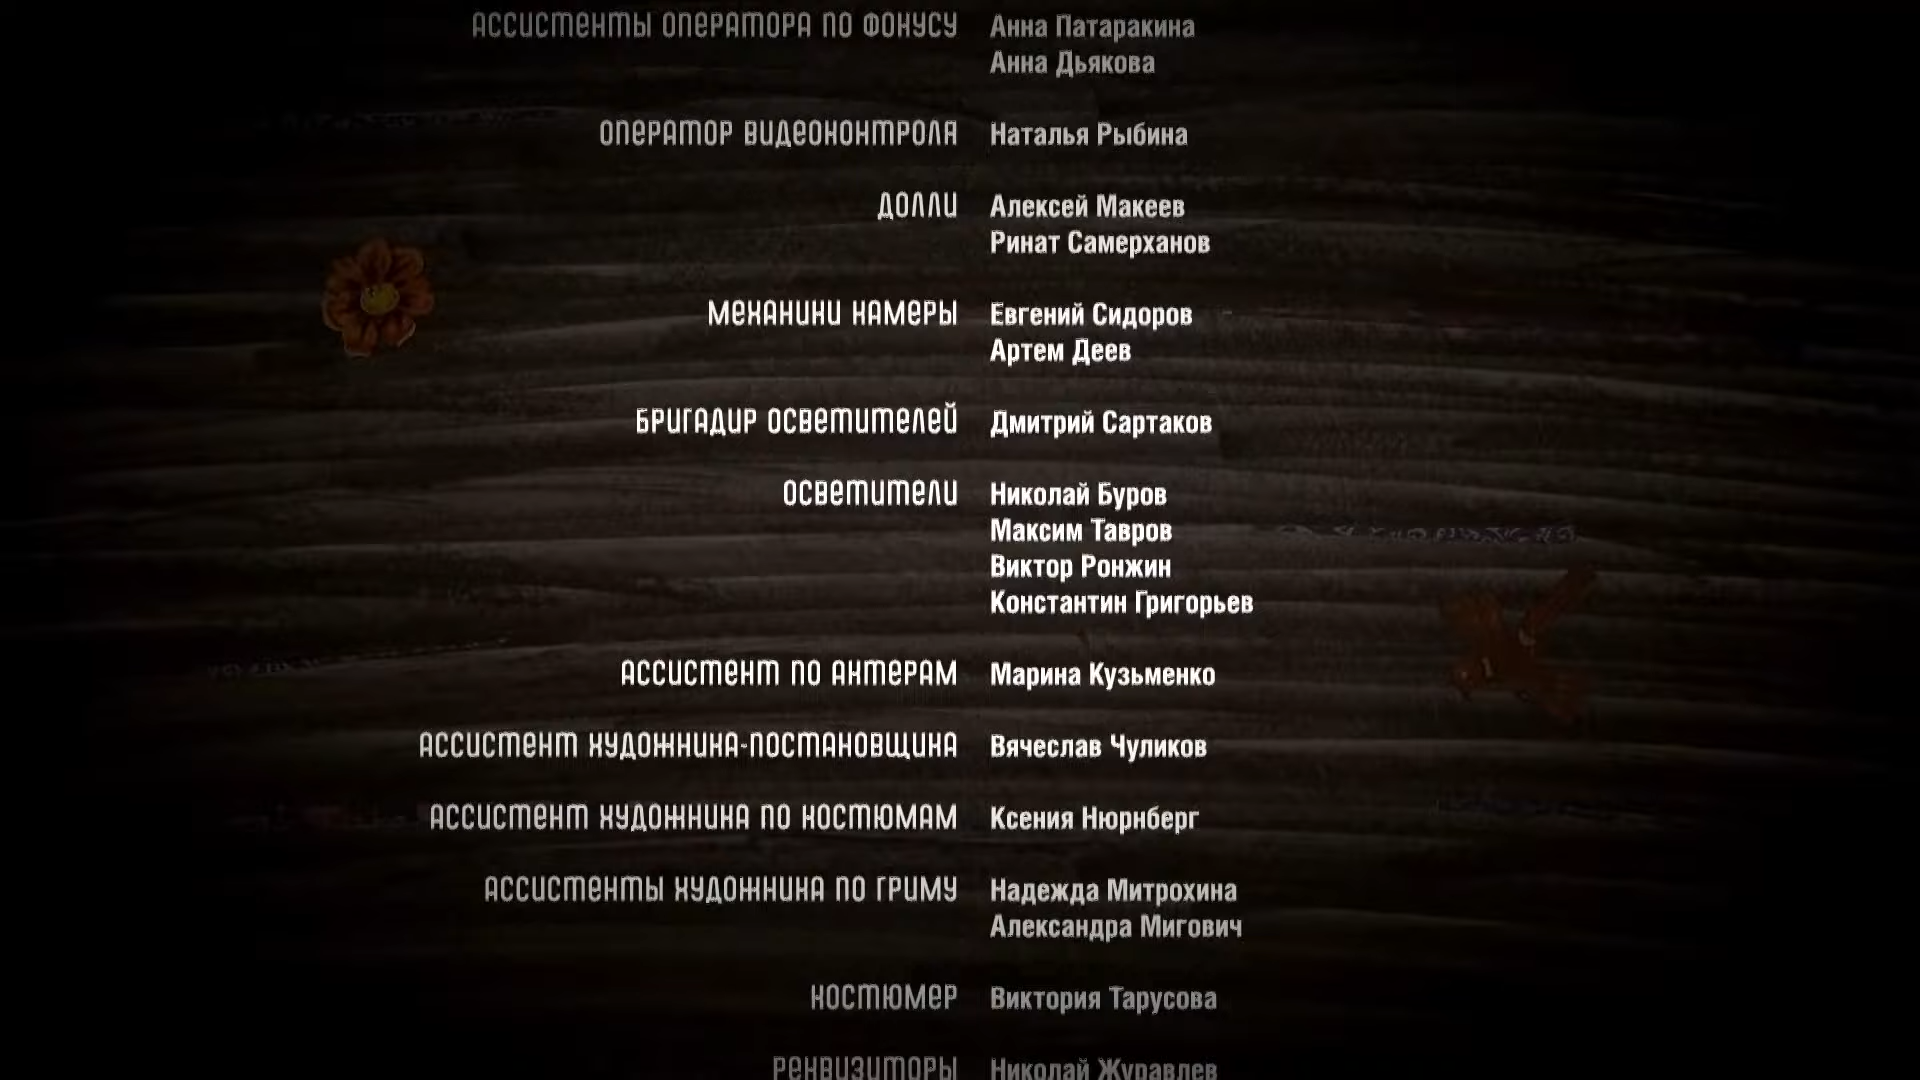 АССИСТЕНТЫ ОПЕРАТОРА ПО ФОКУСУ Анна Патаракина
Анна Дьякова
ОПЕРАТОР ВИДЕОКОНТРОЛЯ Наталья Рыбина
ДОЛЛИ Алексей Макеев
Ринат Самерханов
МЕХАНИКИ КАМЕРЫ Евгений Сидоров
Артем Деев
БРИГАДИР ОСВЕТИТЕЛЕЙ Дмитрий Сартаков
ОСВЕТИТЕЛИ Николай Буров
Максим Тавров
Виктор Ронжин
Константин Григорьев
АССИСТЕНТ ПО АКТЕРАМ Марина Кузьменко
АССИСТЕНТ ХУДОЖНИКА-ПОСТАНОВЩИКА Вячеслав Чуликов
АССИСТЕНТ ХУДОЖНИКА ПО КОСТЮМАМ Ксения Нюрнберг
АССИСТЕНТЫ ХУДОЖНИКА ПО ГРИМУ Надежда Митрохина
Александра Мигович
КОСТЮМЕР Виктория Тарусова
РЕКВИЗИТОРЫ Николай Журавлев